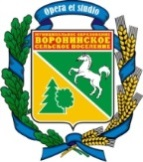 Opera et studio
МУНИЦИПАЛЬНОЕ ОБРАЗОВАНИЕ
ВОРОНИНСКОЕ
СЕЛЬСКОЕ ПОСЕЛЕНИЕ